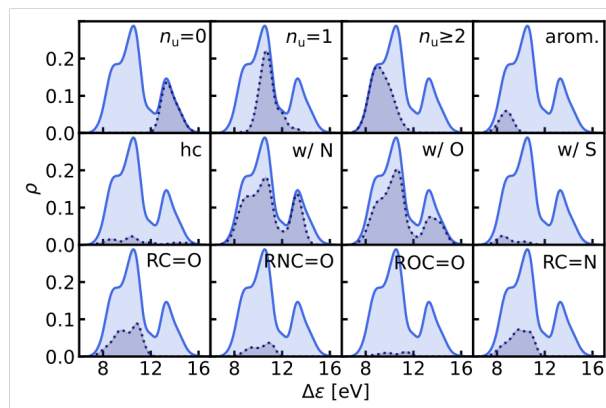 n_u=0 n_u=1 n_u≥2 arom.
0.2
0.1
0.0
hc w/ N w/ O w/ S
ρ
0.2
0.1
0.0
RC=O RNC=O ROC=O RC=N
0.2
0.1
0.0
8 12 16 8 12 16 8 12 16 8 12 16
Δε [eV]